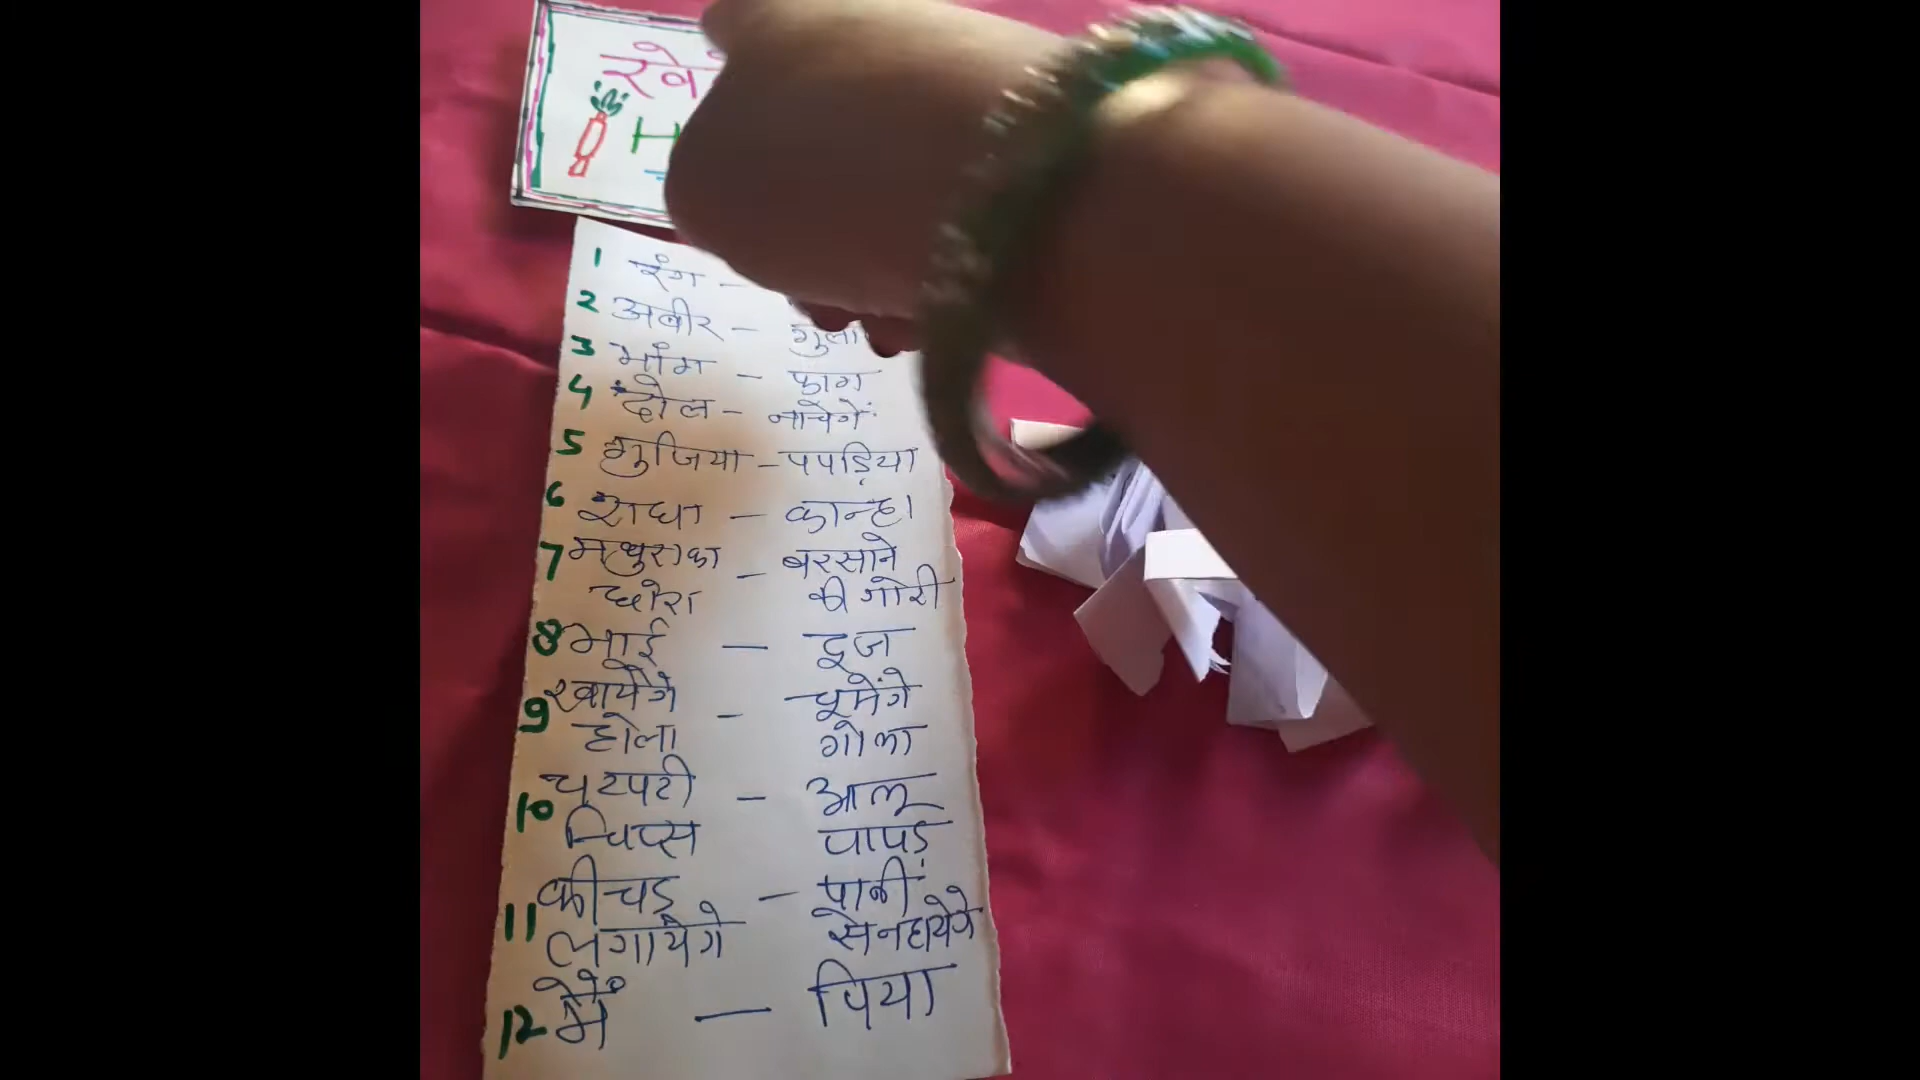 1 रंग -
2 अबीर -
3 भांग - फाग
4 ढोल - नाचेगें
5 गुजिया - पपड़िया
6 राधा - कान्हा
7 मथुरा का - बरसाने
छोरा की गोरी
8 भाई - दूज
9 खायेंगे - घूमेंगे
होला गोला
10 चटपटी - आलू
चिप्स पापड़
11 कीचड़ - पानी
लगायेगे से नहायेगे
12 मैं - पिया